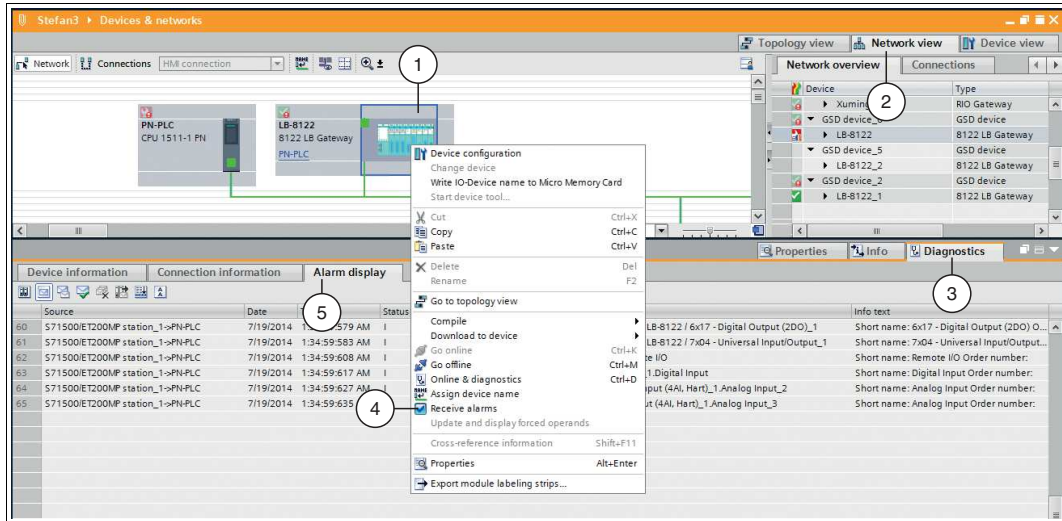 Stefan3 ▸ Devices & networks
Topology view Network view Device view
Network Connections HMI connection
1
Network overview Connections
Device Type
2
RIO Gateway
GSD device
LB-8122 8122 LB Gateway
GSD device_5 GSD device
LB-8122_2 8122 LB Gateway
GSD device_2 GSD device
LB-8122_1 8122 LB Gateway
PN-PLC
CPU 1511-1 PN
LB-8122
8122 LB Gateway
PN-PLC
Device configuration
Change device
Write IO-Device name to Micro Memory Card
Start device tool...
Cut Ctrl+X
Copy Ctrl+C
Paste Ctrl+V
Delete Del
Rename F2
Go to topology view
Compile
Download to device
Go online Ctrl+K
Go offline Ctrl+M
Online & diagnostics Ctrl+D
Assign device name
4
Receive alarms
Update and display forced operands
Cross-reference information Shift+F11
Properties Alt+Enter
Export module labeling strips...
Properties Info Diagnostics
3
Device information Connection information Alarm display
5
Source Date Status Info text
60 S71500/ET200MP station_1->PN-PLC 7/19/2014 579 AM I LB-8122 / 6x17 - Digital Output (2DO)_1 Short name: 6x17 - Digital Output (2DO) O...
61 S71500/ET200MP station_1->PN-PLC 7/19/2014 1:34:59:583 AM I LB-8122 / 7x04 - Universal Input/Output_1 Short name: 7x04 - Universal Input/Output...
62 S71500/ET200MP station_1->PN-PLC 7/19/2014 1:34:59:608 AM I I/O Short name: Remote I/O Order number:
63 S71500/ET200MP station_1->PN-PLC 7/19/2014 1:34:59:617 AM I _1.Digital Input Short name: Digital Input Order number:
64 S71500/ET200MP station_1->PN-PLC 7/19/2014 1:34:59:627 AM I (4AI, Hart)_1.Analog Input_2 Short name: Analog Input Order number:
65 S71500/ET200MP station_1->PN-PLC 7/19/2014 1:34:59:635 (4AI, Hart)_1.Analog Input_3 Short name: Analog Input Order number: